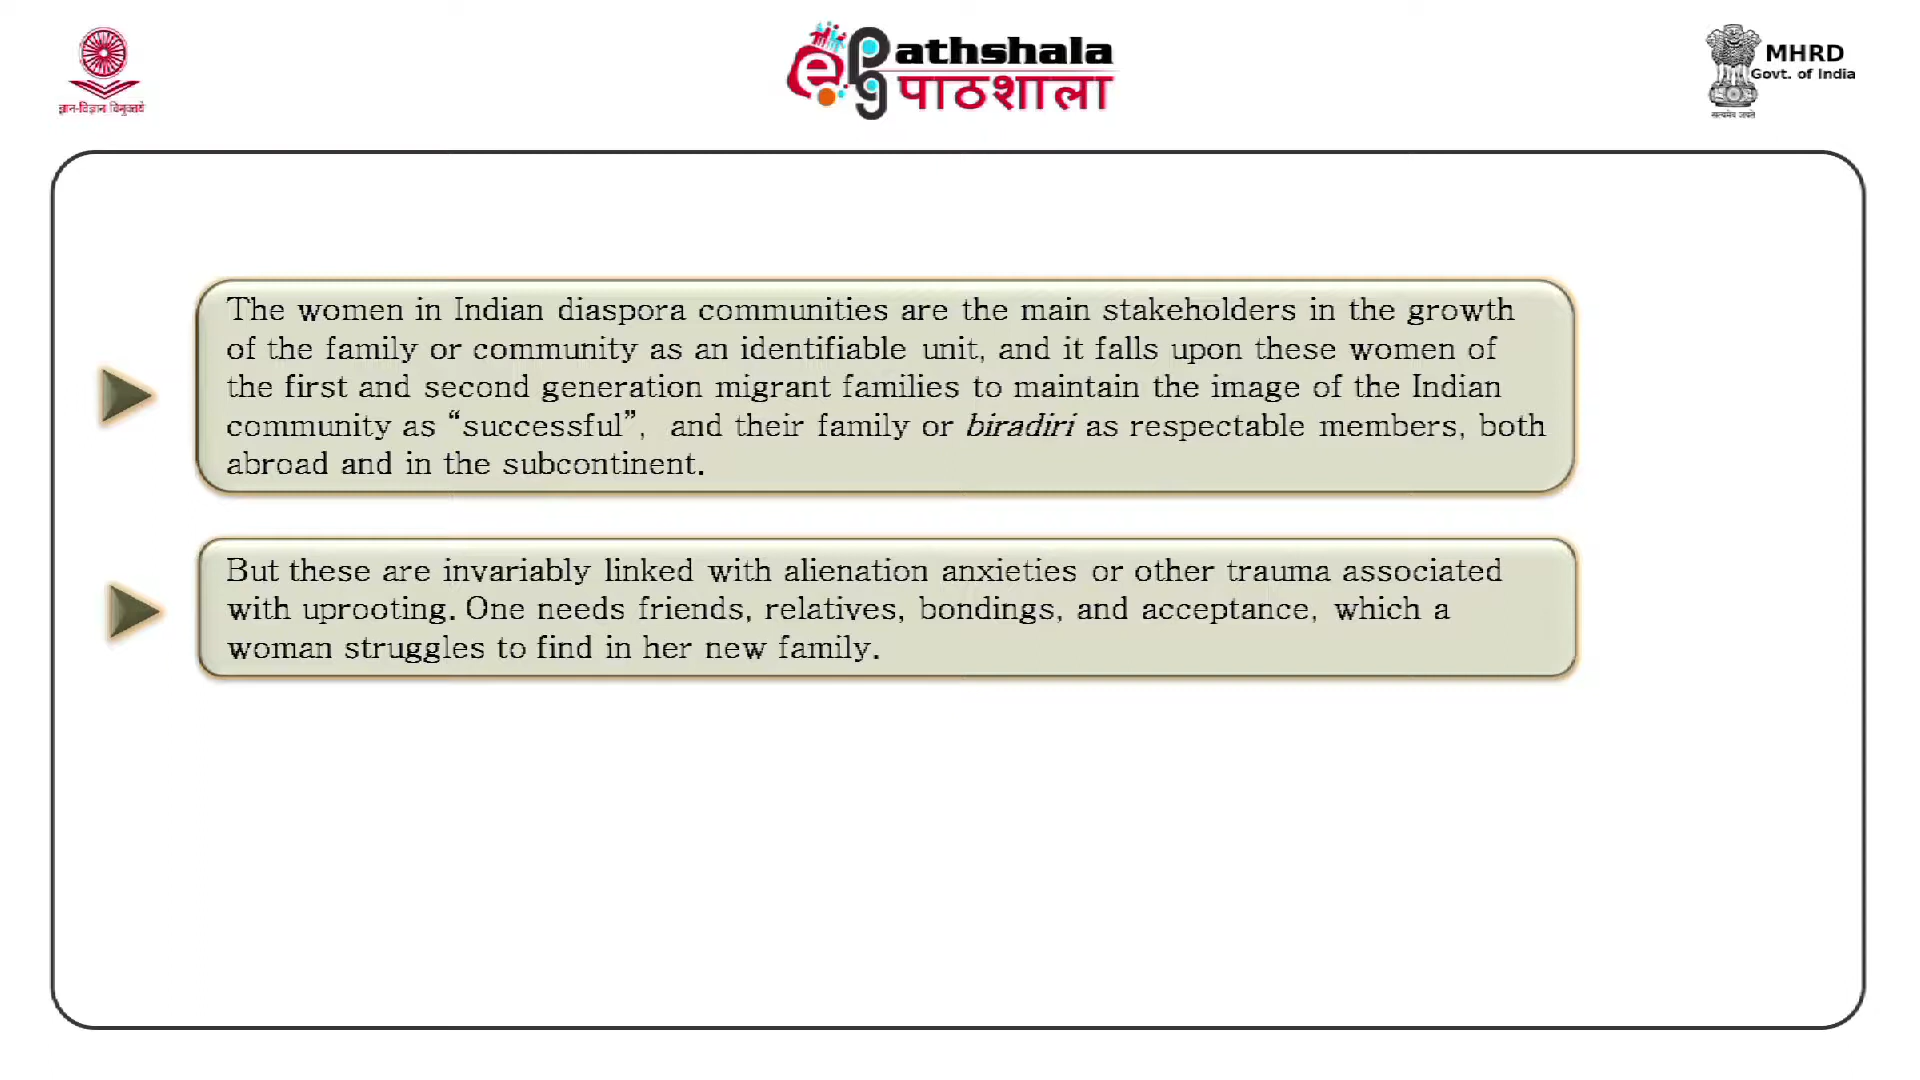 ज्ञान-विज्ञान विमुक्तये
e
pg
athshala
पाठशाला
MHRD
Govt. of India
सत्यमेव जयते
The women in Indian diaspora communities are the main stakeholders in the growth
of the family or community as an identifiable unit, and it falls upon these women of
the first and second generation migrant families to maintain the image of the Indian
community as “successful”, and their family or biradiri as respectable members, both
abroad and in the subcontinent.
But these are invariably linked with alienation anxieties or other trauma associated
with uprooting. One needs friends, relatives, bondings, and acceptance, which a
woman struggles to find in her new family.